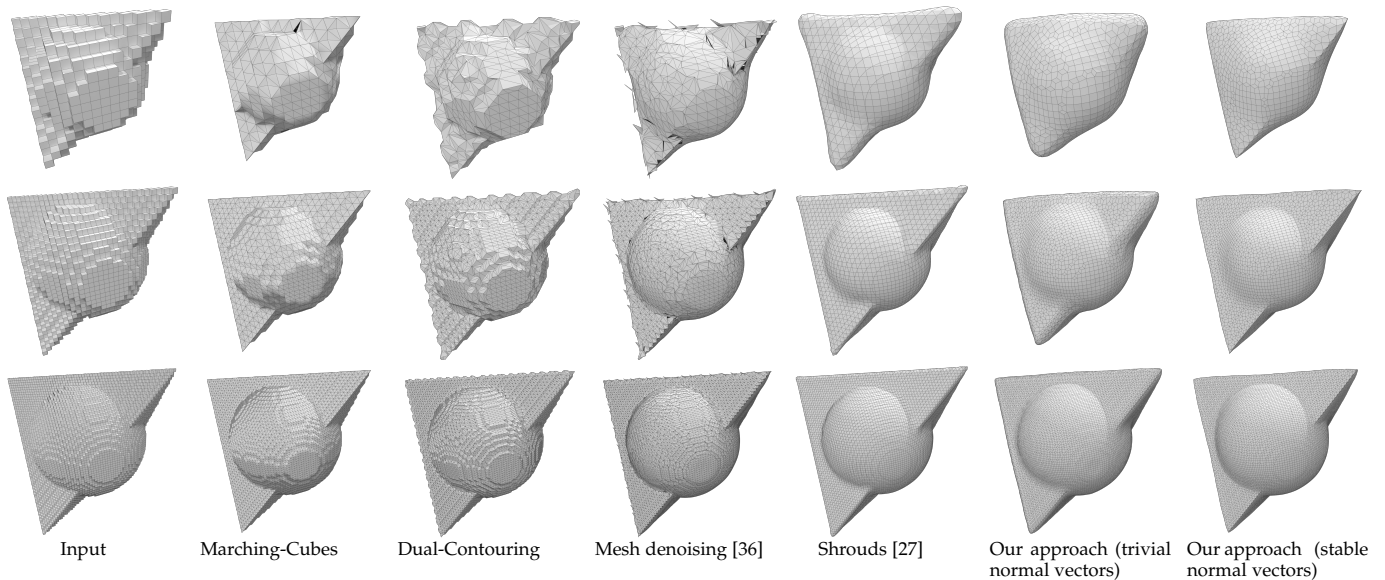 Input
Marching-Cubes
Dual-Contouring
Mesh denoising [36]
Shrouds [27]
Our approach (trivial
normal vectors)
Our approach (stable
normal vectors)